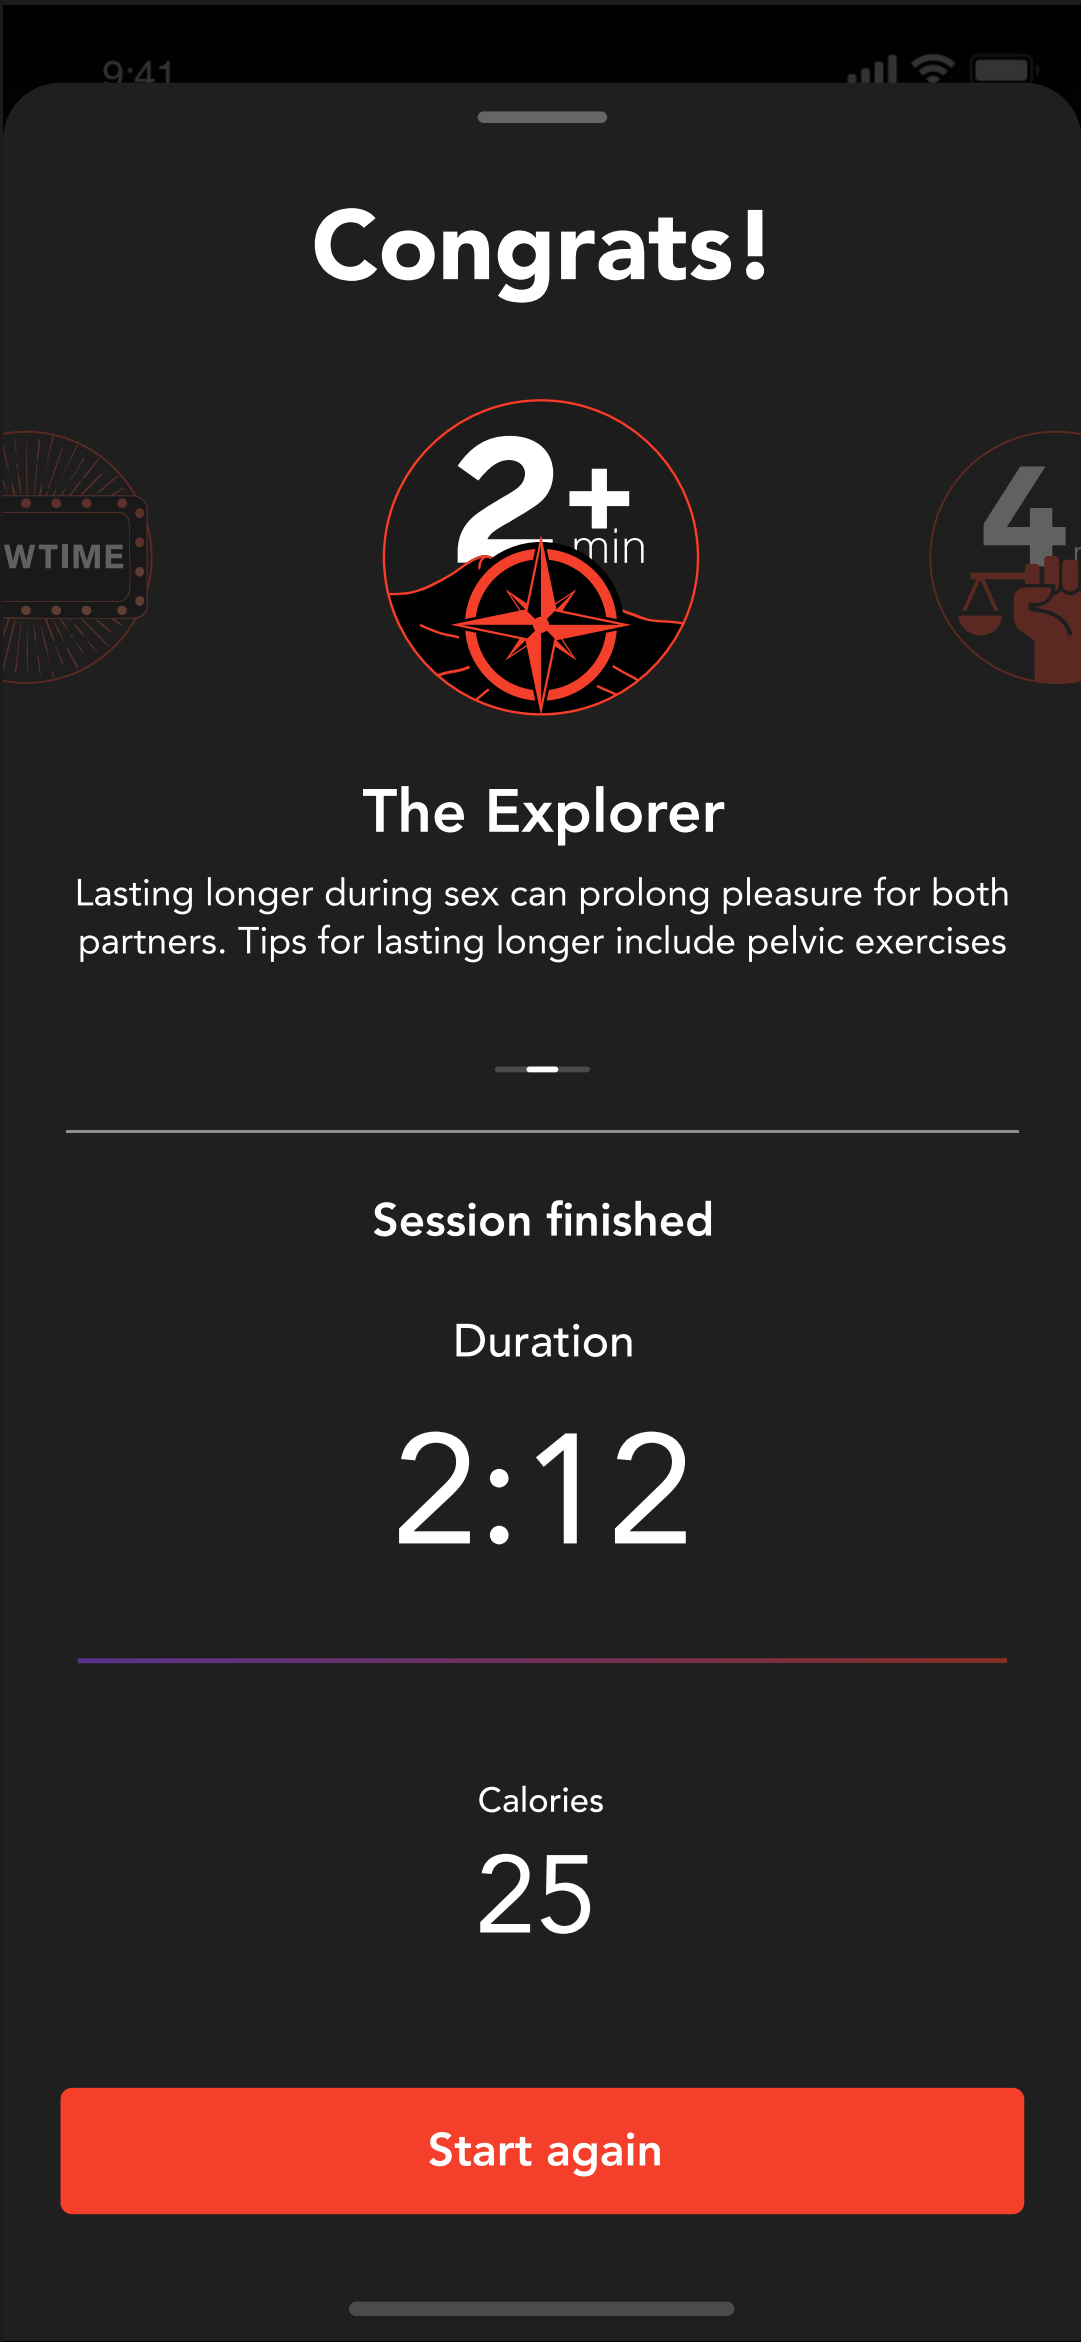 9:41
Congrats!
WTIME
2+
min
4
The Explorer
Lasting longer during sex can prolong pleasure for both
partners. Tips for lasting longer include pelvic exercises
Session finished
Duration
2:12
Calories
25
Start again